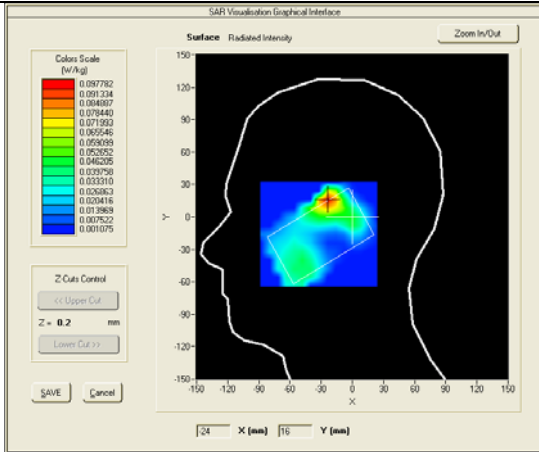 SAR Visualisation Graphical Interface
Surface Radiated Intensity
Zoom In/Out
Colors Scale
(W/kg)
0.097782
0.091334
0.084887
0.078440
0.071993
0.065546
0.059099
0.052652
0.046205
0.039758
0.033310
0.026863
0.020416
0.013969
0.007522
0.001075
Z Cuts Control
<< Upper Cut
Z = 0.2 mm
Lower Cut >>
SAVE Cancel
150-
120-
90-
60-
30-
0-
-30-
-60-
-90-
-120-
-150-
Y
-150 -120 -90 -60 -30 0 30 60 90 120 150
X
-24 X (mm) 16 Y (mm)